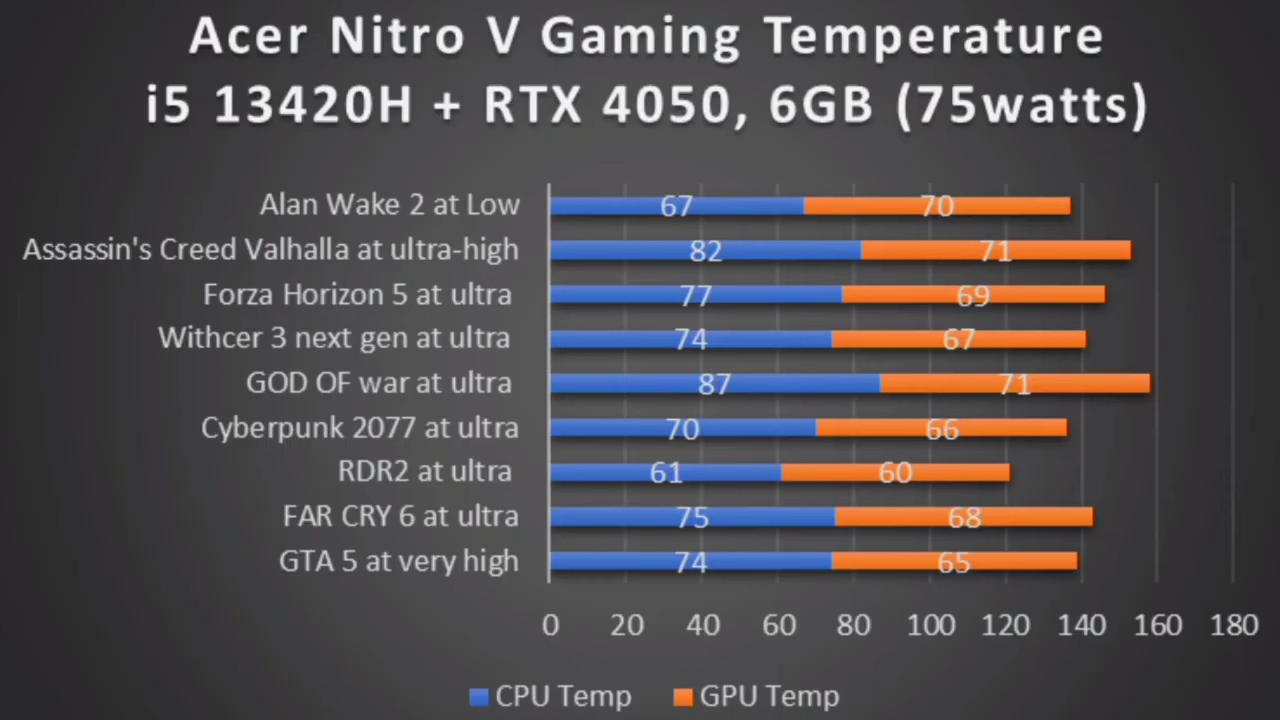 Acer Nitro V Gaming Temperature
i5 13420H + RTX 4050, 6GB (75watts)
Alan Wake 2 at Low 67 70
Assassin's Creed Valhalla at ultra-high 82 71
Forza Horizon 5 at ultra 77 69
Withcer 3 next gen at ultra 74 67
GOD OF war at ultra 87 71
Cyberpunk 2077 at ultra 70 66
RDR2 at ultra 61 60
FAR CRY 6 at ultra 75 68
GTA 5 at very high 74 65
0 20 40 60 80 100 120 140 160 180
CPU Temp GPU Temp